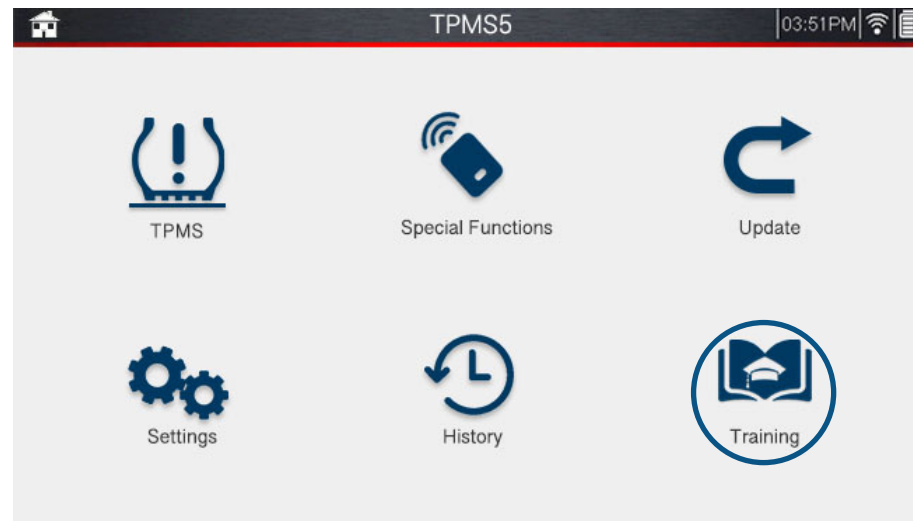 TPMS5
03:51PM
TPMS
Special Functions
Update
Settings
History
Training